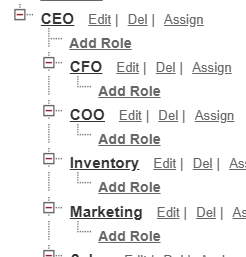 CEO Edit | Del | Assign
Add Role
CFO Edit | Del | Assign
Add Role
COO Edit | Del | Assign
Add Role
Inventory Edit | Del |
Add Role
Marketing Edit | Del |
Add Role